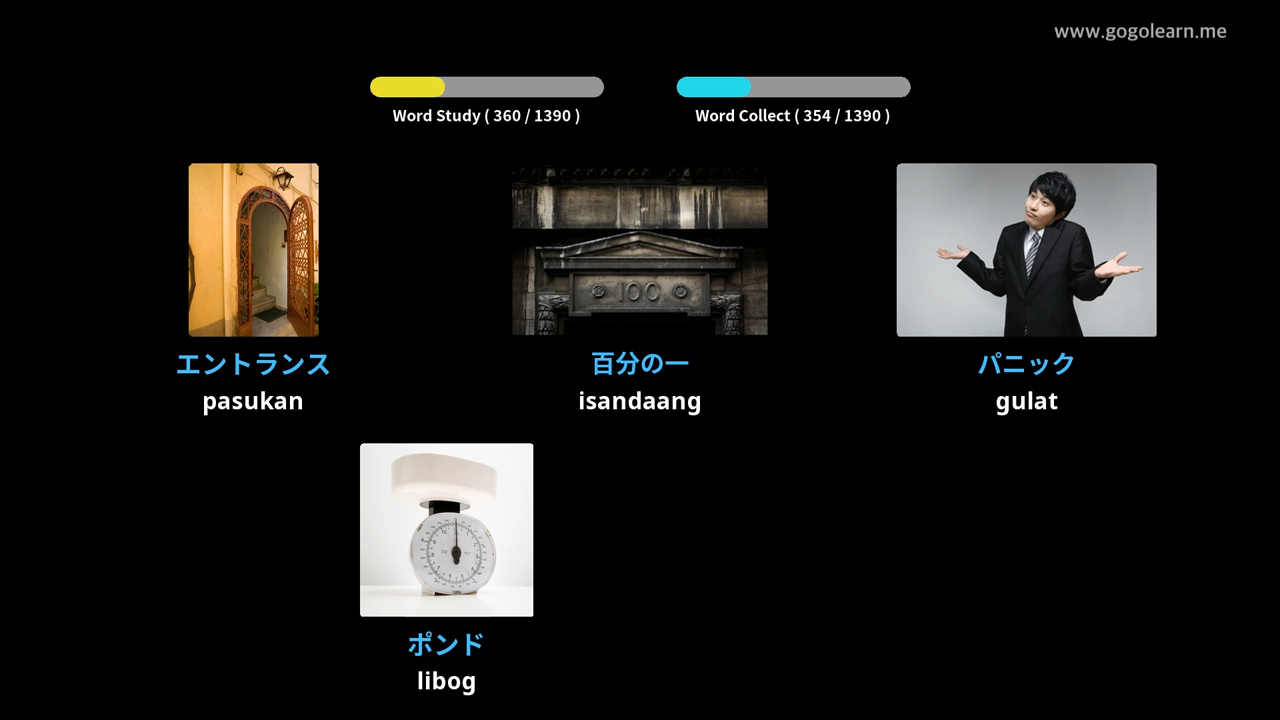 www.gogolearn.me
Word Study ( 360 / 1390 )
Word Collect ( 354 / 1390 )
100
エントランス
pasukan
百分の一
isandaang
パニック
gulat
ポンド
libog